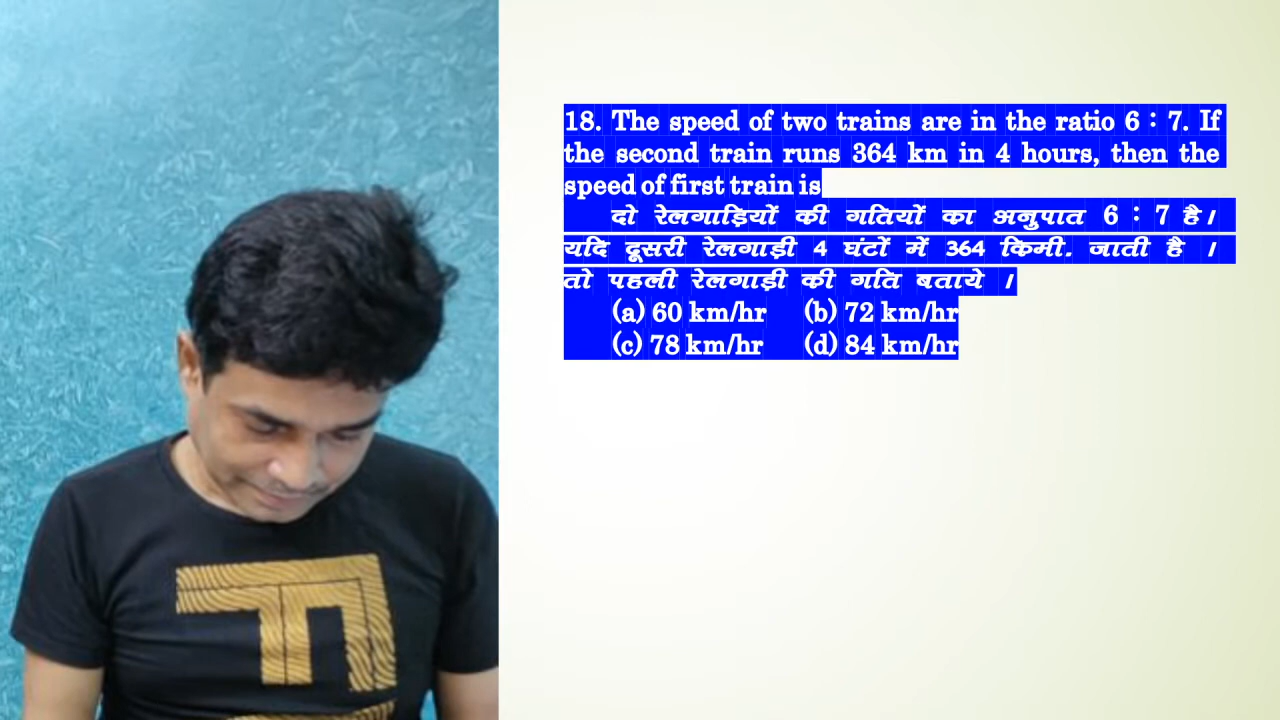 18. The speed of two trains are in the ratio 6 : 7. If
the second train runs 364 km in 4 hours, then the
speed of first train is
दो रेलगाड़ियों की गतियों का अनुपात 6 : 7 है।
यदि दूसरी रेलगाड़ी 4 घंटों में 364 किमी. जाती है ।
तो पहली रेलगाड़ी की गति बताये ।
(a) 60 km/hr (b) 72 km/hr
(c) 78 km/hr (d) 84 km/hr